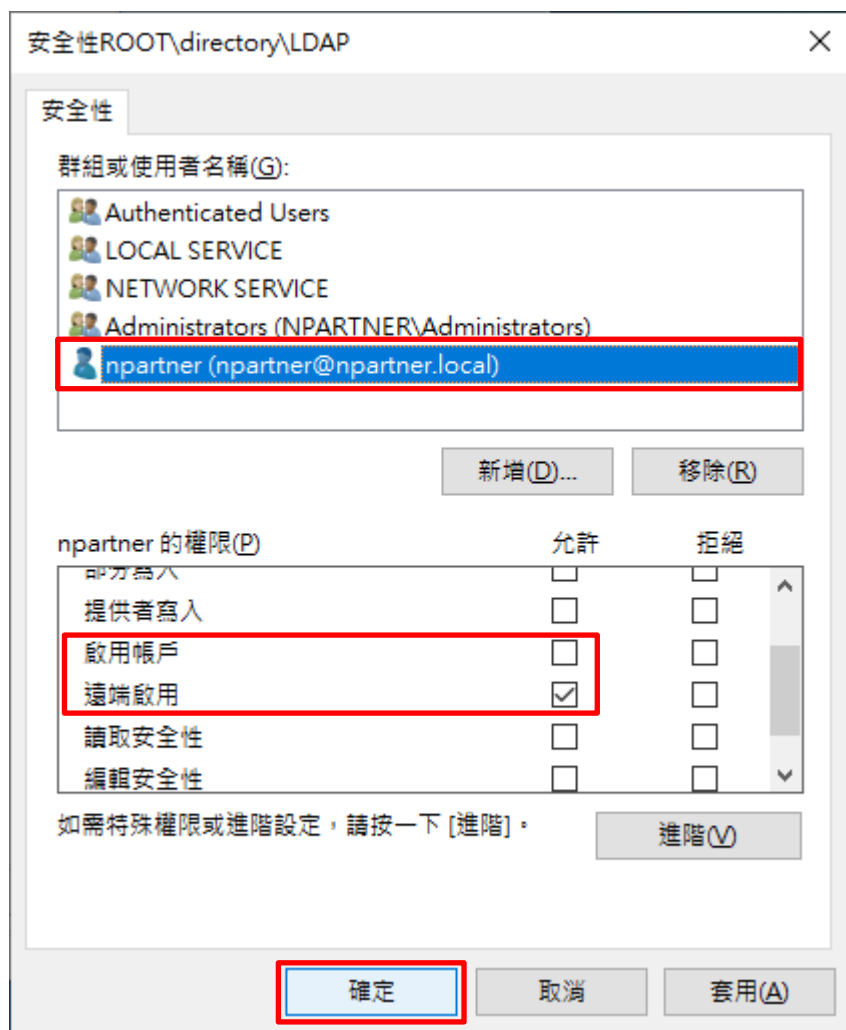 安全性ROOT\directory\LDAP
安全性
群組或使用者名稱(G):
Authenticated Users
LOCAL SERVICE
NETWORK SERVICE
Administrators (NPARTNER\Administrators)
npartner (npartner@npartner.local)
新增(D)...
移除(R)
npartner 的權限(P) 允許 拒絕
部分寫入
提供者寫入
啟用帳戶
遠端啟用
讀取安全性
編輯安全性
如需特殊權限或進階設定，請按一下 [進階]。
進階(V)
確定
取消
套用(A)